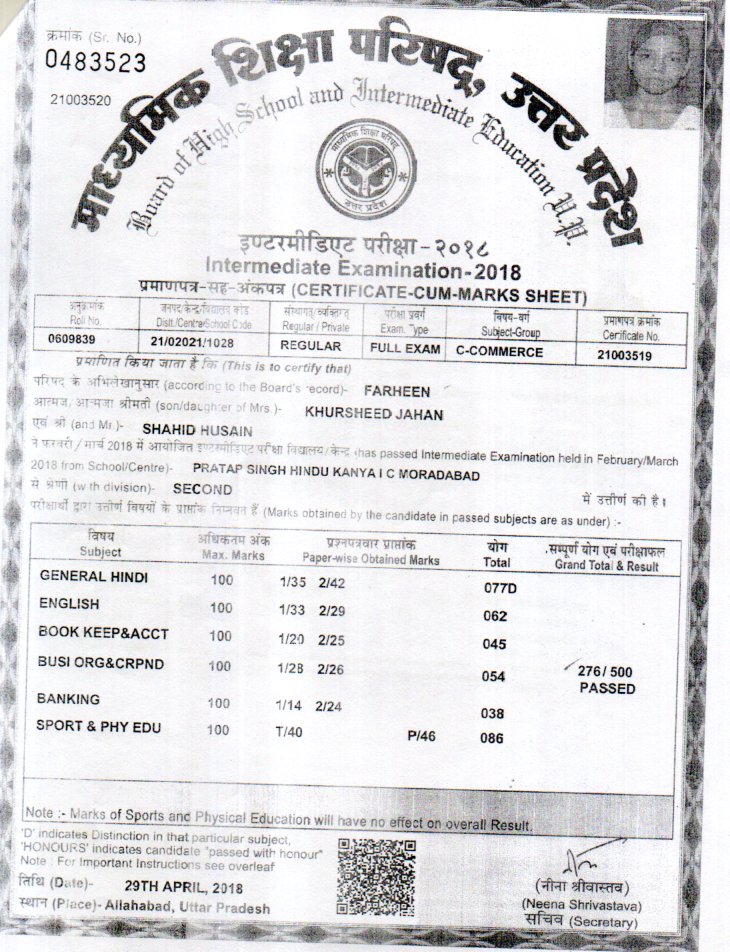 क्रमांक (Sr. No.)
0483523
21003520
माध्यमिक शिक्षा परिषद्, उत्तर प्रदेश
Board of High School and Intermediate Education U.P.
माध्यमिक शिक्षा परिषद
उत्तर प्रदेश
इण्टरमीडिएट परीक्षा-२०१८
Intermediate Examination-2018
प्रमाणपत्र-सह-अंकपत्र (CERTIFICATE-CUM-MARKS SHEET)
अनुक्रमांक जनपद/केन्द्र/विद्यालय कोड संस्थागत/व्यक्तिगत परीक्षा प्रवर्ग विषय-वर्ग प्रमाणपत्र क्रमांक
Roll No. Distt./Centre/School Code Regular / Private Exam. Type Subject-Group Certificate No.
0609839 21/02021/1028 REGULAR FULL EXAM C-COMMERCE 21003519
प्रमाणित किया जाता है कि (This is to certify that)
परिषद के अभिलेखानुसार (according to the Board's record)- FARHEEN
आत्मज/आत्मजा श्रीमती (son/daughter of Mrs.)- KHURSHEED JAHAN
एवं श्री (and Mr.)- SHAHID HUSAIN
ने फरवरी/मार्च 2018 में आयोजित इण्टरमीडिएट परीक्षा विद्यालय/केन्द्र (has passed Intermediate Examination held in February/March
2018 from School/Centre)- PRATAP SINGH HINDU KANYA I C MORADABAD
से श्रेणी (with division)- SECOND में उत्तीर्ण की है।
परीक्षार्थी द्वारा उत्तीर्ण विषयों के प्राप्तांक निम्नवत हैं (Marks obtained by the candidate in passed subjects are as under) :-
विषय अधिकतम अंक प्रश्नपत्रवार प्राप्तांक योग सम्पूर्ण योग एवं परीक्षाफल
Subject Max. Marks Paper-wise Obtained Marks Total Grand Total & Result
GENERAL HINDI 100 1/35 2/42 077D
ENGLISH 100 1/33 2/29 062
BOOK KEEP&ACCT 100 1/20 2/25 045
BUSI ORG&CRPND 100 1/28 2/26 054 276/500
PASSED
BANKING 100 1/14 2/24 038
SPORT & PHY EDU 100 T/40 P/46 086
Note :- Marks of Sports and Physical Education will have no effect on overall Result.
'D' indicates Distinction in that particular subject,
'HONOURS' indicates candidate "passed with honour"
Note : For Important Instructions see overleaf
तिथि (Date)- 29TH APRIL, 2018
स्थान (Place)- Allahabad, Uttar Pradesh
(नीना श्रीवास्तव)
(Neena Shrivastava)
सचिव (Secretary)